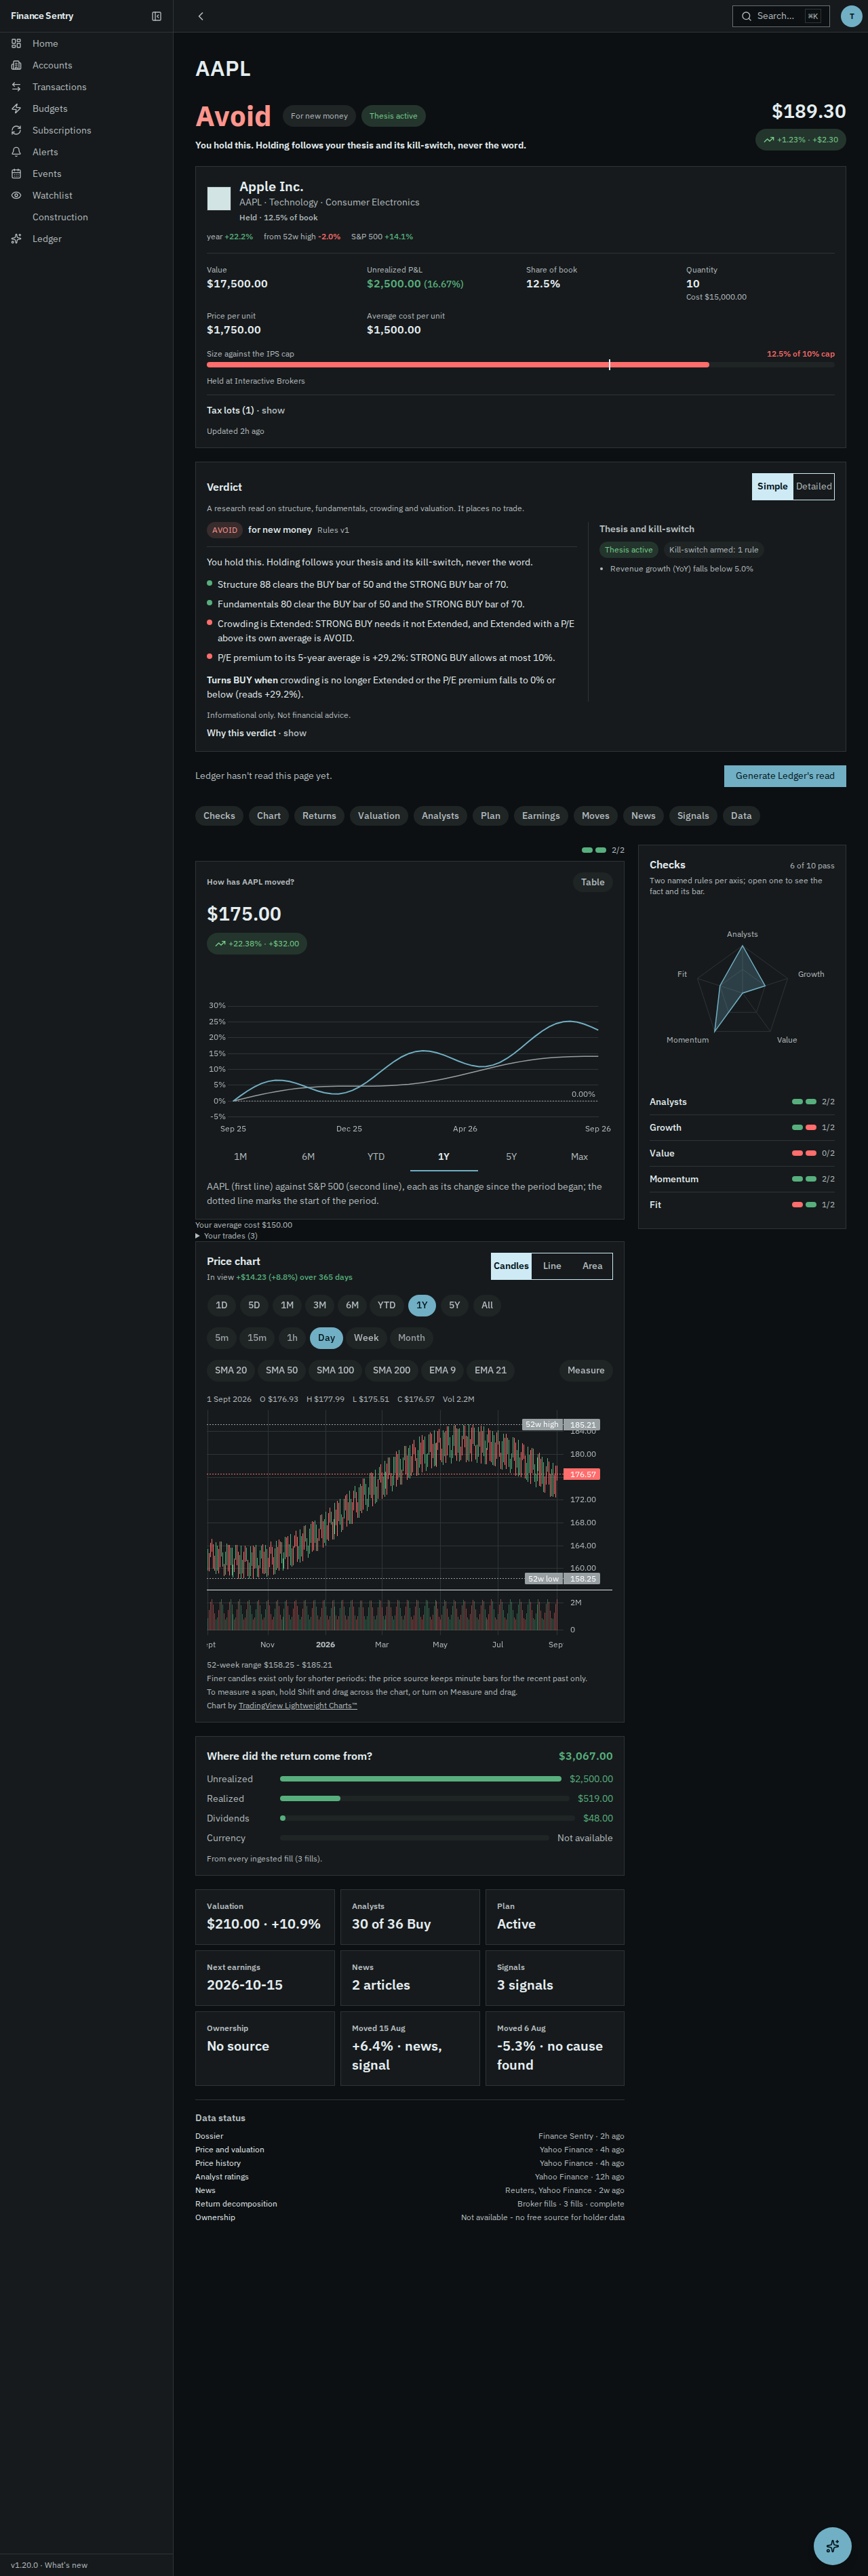 Finance Sentry
Search... ⌘K
T
Home
Accounts
Transactions
Budgets
Subscriptions
Alerts
Events
Watchlist
Construction
Ledger
AAPL
Avoid For new money Thesis active
$189.30
+1.23% · +$2.30
You hold this. Holding follows your thesis and its kill-switch, never the word.
Apple Inc.
AAPL · Technology · Consumer Electronics
Held · 12.5% of book
year +22.2% from 52w high -2.0% S&P 500 +14.1%
Value
$17,500.00
Unrealized P&L
$2,500.00 (16.67%)
Share of book
12.5%
Quantity
10
Cost $15,000.00
Price per unit
$1,750.00
Average cost per unit
$1,500.00
Size against the IPS cap 12.5% of 10% cap
Held at Interactive Brokers
Tax lots (1) · show
Updated 2h ago
Verdict
Simple Detailed
A research read on structure, fundamentals, crowding and valuation. It places no trade.
AVOID for new money Rules v1
You hold this. Holding follows your thesis and its kill-switch, never the word.
Structure 88 clears the BUY bar of 50 and the STRONG BUY bar of 70.
Fundamentals 80 clear the BUY bar of 50 and the STRONG BUY bar of 70.
Crowding is Extended: STRONG BUY needs it not Extended, and Extended with a P/E
above its own average is AVOID.
P/E premium to its 5-year average is +29.2%: STRONG BUY allows at most 10%.
Turns BUY when crowding is no longer Extended or the P/E premium falls to 0% or
below (reads +29.2%).
Informational only. Not financial advice.
Why this verdict · show
Thesis and kill-switch
Thesis active Kill-switch armed: 1 rule
• Revenue growth (YoY) falls below 5.0%
Ledger hasn't read this page yet.
Generate Ledger's read
Checks Chart Returns Valuation Analysts Plan Earnings Moves News Signals Data
2/2
How has AAPL moved?
Table
$175.00
+22.38% · +$32.00
30%
25%
20%
15%
10%
5%
0%
-5%
0.00%
Sep 25 Dec 25 Apr 26 Sep 26
1M 6M YTD 1Y 5Y Max
AAPL (first line) against S&P 500 (second line), each as its change since the period began; the
dotted line marks the start of the period.
Your average cost $150.00
Your trades (3)
Checks
6 of 10 pass
Two named rules per axis; open one to see the
fact and its bar.
Analysts
Growth
Value
Momentum
Fit
Analysts 2/2
Growth 1/2
Value 0/2
Momentum 2/2
Fit 1/2
Price chart
In view +$14.23 (+8.8%) over 365 days
Candles Line Area
1D 5D 1M 3M 6M YTD 1Y 5Y All
5m 15m 1h Day Week Month
SMA 20 SMA 50 SMA 100 SMA 200 EMA 9 EMA 21 Measure
1 Sept 2026 O $176.93 H $177.99 L $175.51 C $176.57 Vol 2.2M
52w high 185.21
184.00
180.00
176.57
172.00
168.00
164.00
160.00
52w low 158.25
2M
0
pt Nov 2026 Mar May Jul Sep
52-week range $158.25 - $185.21
Finer candles exist only for shorter periods: the price source keeps minute bars for the recent past only.
To measure a span, hold Shift and drag across the chart, or turn on Measure and drag.
Chart by TradingView Lightweight Charts™
Where did the return come from? $3,067.00
Unrealized $2,500.00
Realized $519.00
Dividends $48.00
Currency Not available
From every ingested fill (3 fills).
Valuation
$210.00 · +10.9%
Analysts
30 of 36 Buy
Plan
Active
Next earnings
2026-10-15
News
2 articles
Signals
3 signals
Ownership
No source
Moved 15 Aug
+6.4% · news,
signal
Moved 6 Aug
-5.3% · no cause
found
Data status
Dossier Finance Sentry · 2h ago
Price and valuation Yahoo Finance · 4h ago
Price history Yahoo Finance · 4h ago
Analyst ratings Yahoo Finance · 12h ago
News Reuters, Yahoo Finance · 2w ago
Return decomposition Broker fills · 3 fills · complete
Ownership Not available - no free source for holder data
v1.20.0 · What's new